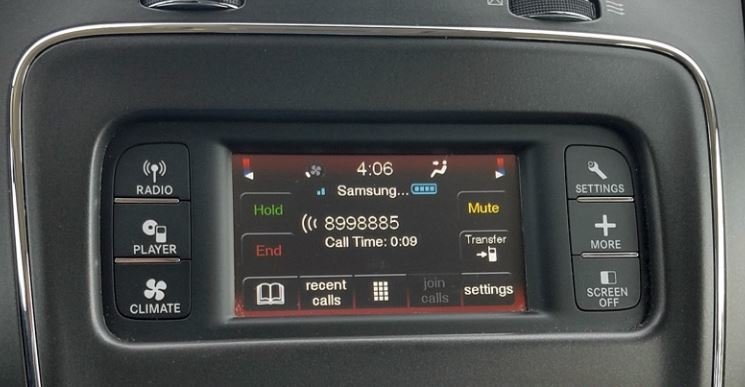 RADIO
PLAYER
CLIMATE
4:06
Samsung...
Hold
8998885
Mute
Call Time: 0:09
End
Transfer
recent
calls
join
calls
settings
SETTINGS
MORE
SCREEN
OFF